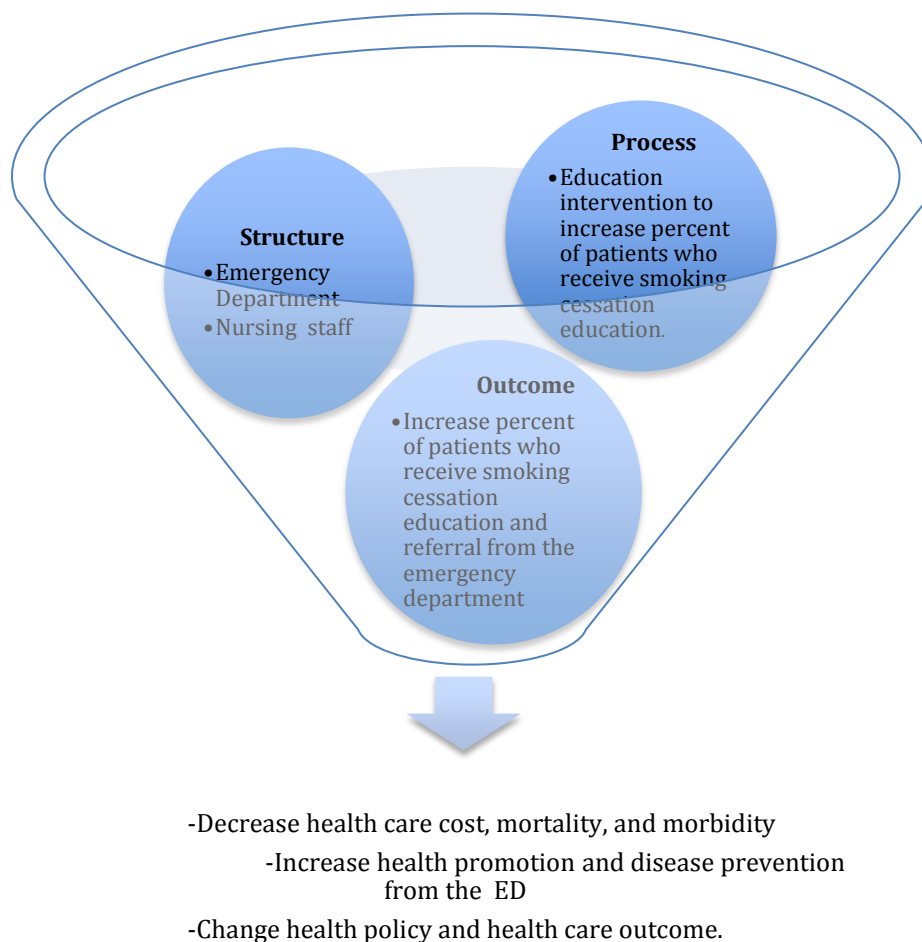 Structure
•Emergency
Department
•Nursing staff
Process
•Education
intervention to
increase percent
of patients who
receive smoking
cessation
education.
Outcome
•Increase percent
of patients who
receive smoking
cessation
education and
referral from the
emergency
department
-Decrease health care cost, mortality, and morbidity
-Increase health promotion and disease prevention
from the ED
-Change health policy and health care outcome.